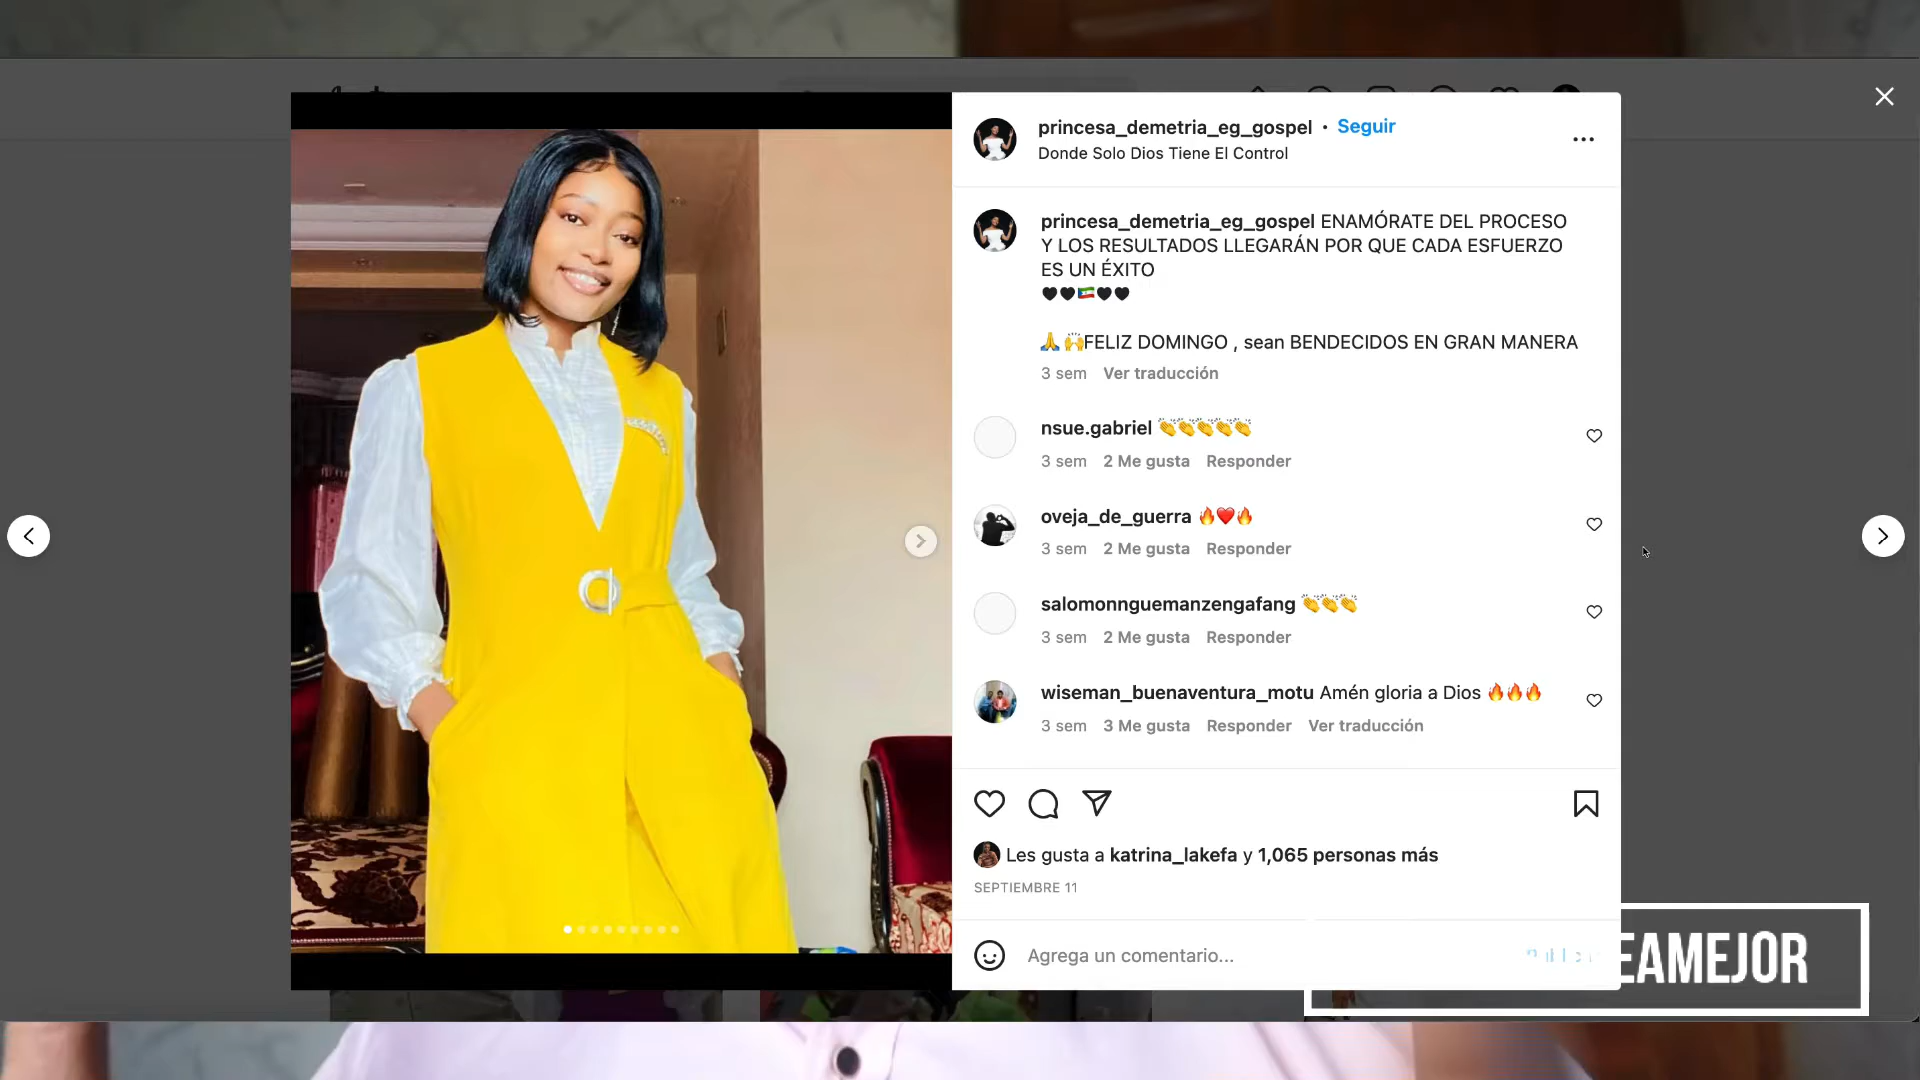 princesa_demetria_eg_gospel • Seguir
Donde Solo Dios Tiene El Control
princesa_demetria_eg_gospel ENAMÓRATE DEL PROCESO
Y LOS RESULTADOS LLEGARÁN POR QUE CADA ESFUERZO
ES UN ÉXITO
🖤🖤🇬🇶🖤🖤
🙏 🙌FELIZ DOMINGO , sean BENDECIDOS EN GRAN MANERA
3 sem Ver traducción
nsue.gabriel 👏👏👏👏👏
3 sem 2 Me gusta Responder
oveja_de_guerra 🔥❤️🔥
3 sem 2 Me gusta Responder
salomonnguemanzengafang 👏👏👏
3 sem 2 Me gusta Responder
wiseman_buenaventura_motu Amén gloria a Dios 🔥🔥🔥
3 sem 3 Me gusta Responder Ver traducción
Les gusta a katrina_lakefa y 1,065 personas más
SEPTIEMBRE 11
Agrega un comentario...
EAMEJOR